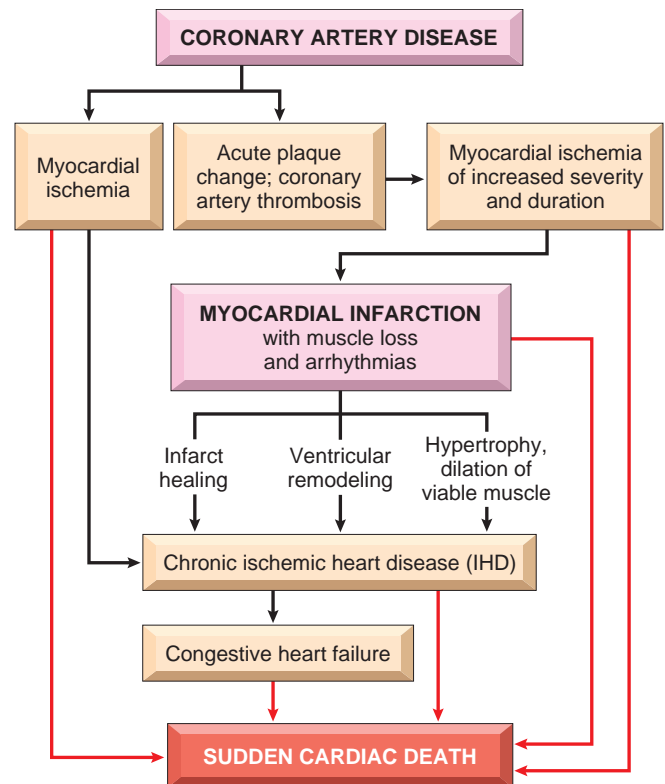 CORONARY ARTERY DISEASE
Myocardial
ischemia
Acute plaque
change; coronary
artery thrombosis
Myocardial ischemia
of increased severity
and duration
MYOCARDIAL INFARCTION
with muscle loss
and arrhythmias
Infarct
healing
Ventricular
remodeling
Hypertrophy,
dilation of
viable muscle
Chronic ischemic heart disease (IHD)
Congestive heart failure
SUDDEN CARDIAC DEATH